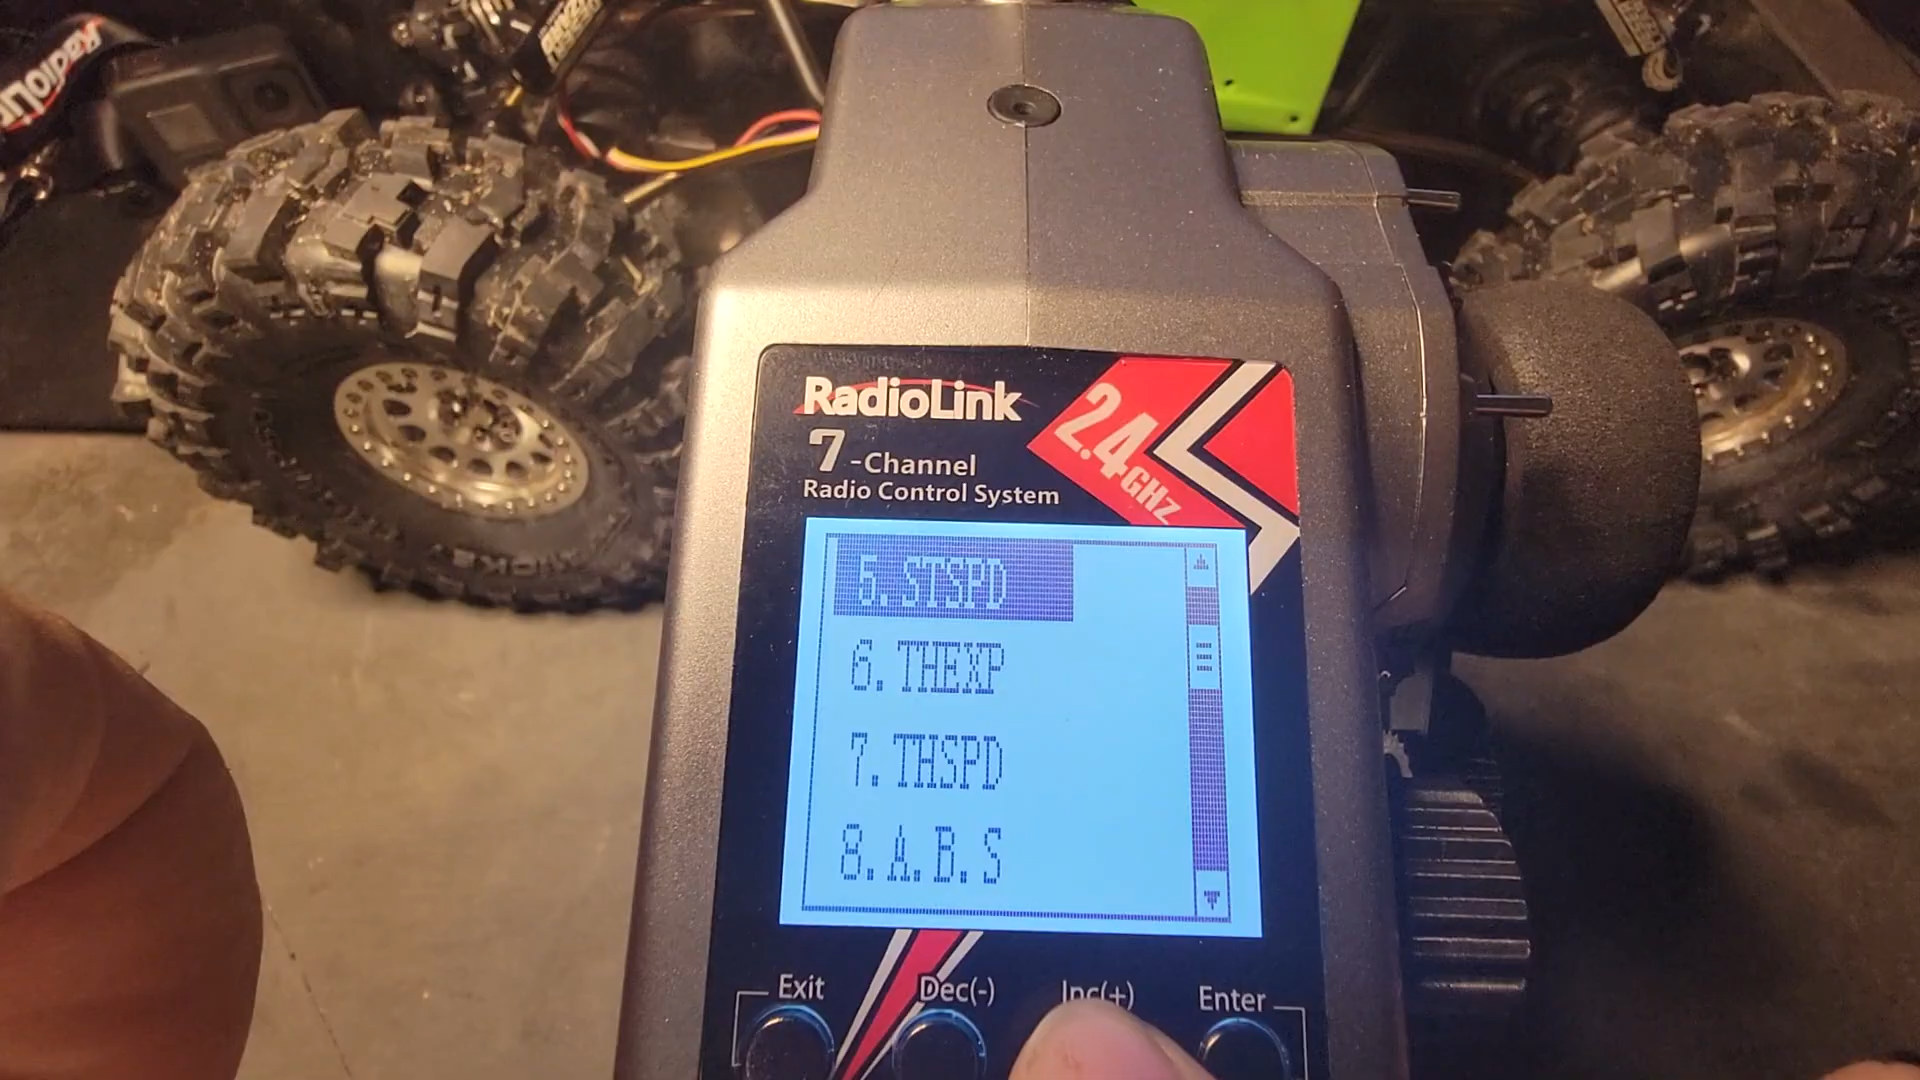 RadioLink
7-Channel
Radio Control System
2.4GHz
5.STSPD
6.THEXP
7.THSPD
8.A.B.S
Exit
Dec(-)
Inc(+)
Enter